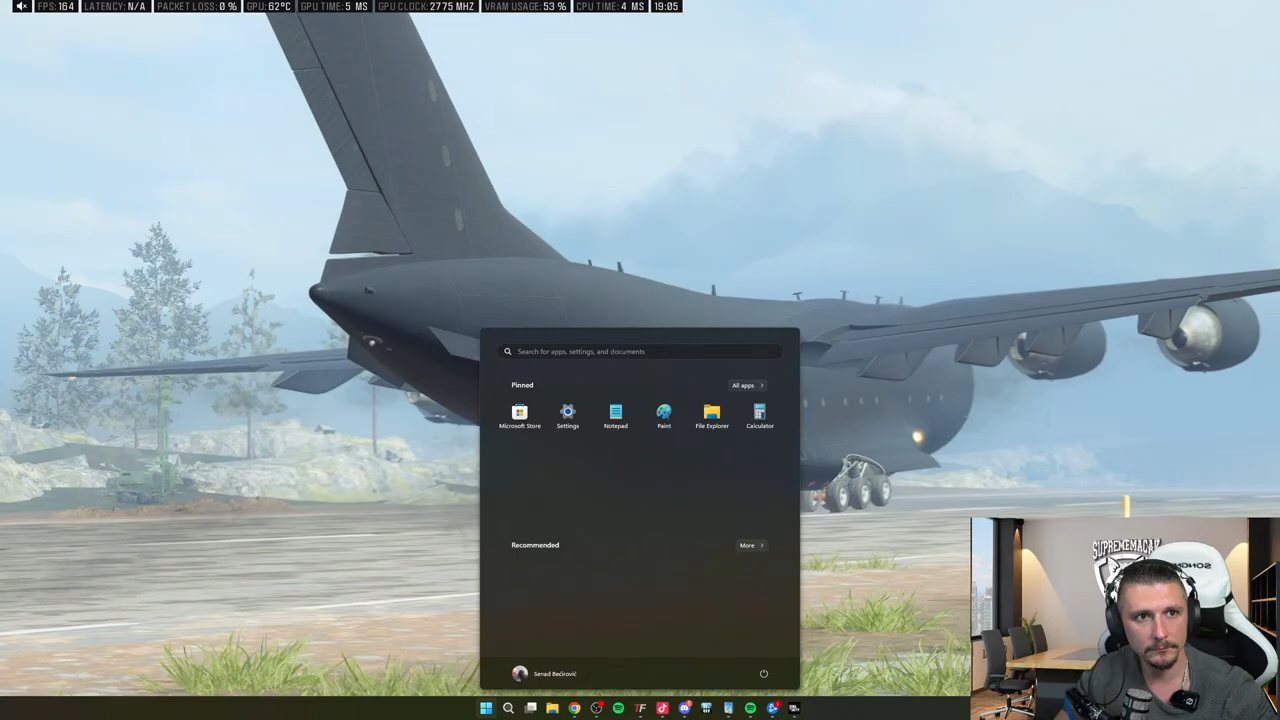 FPS: 164 LATENCY: N/A PACKET LOSS: 0 % GPU: 62°C GPU TIME: 5 MS GPU CLOCK: 2775 MHZ VRAM USAGE: 53 % CPU TIME: 4 MS 19:05
Search for apps, settings, and documents
Pinned
All apps
Microsoft Store Settings Notepad Paint File Explorer Calculator
Recommended
More
Senad Bećirović
SUPREMEMACAK